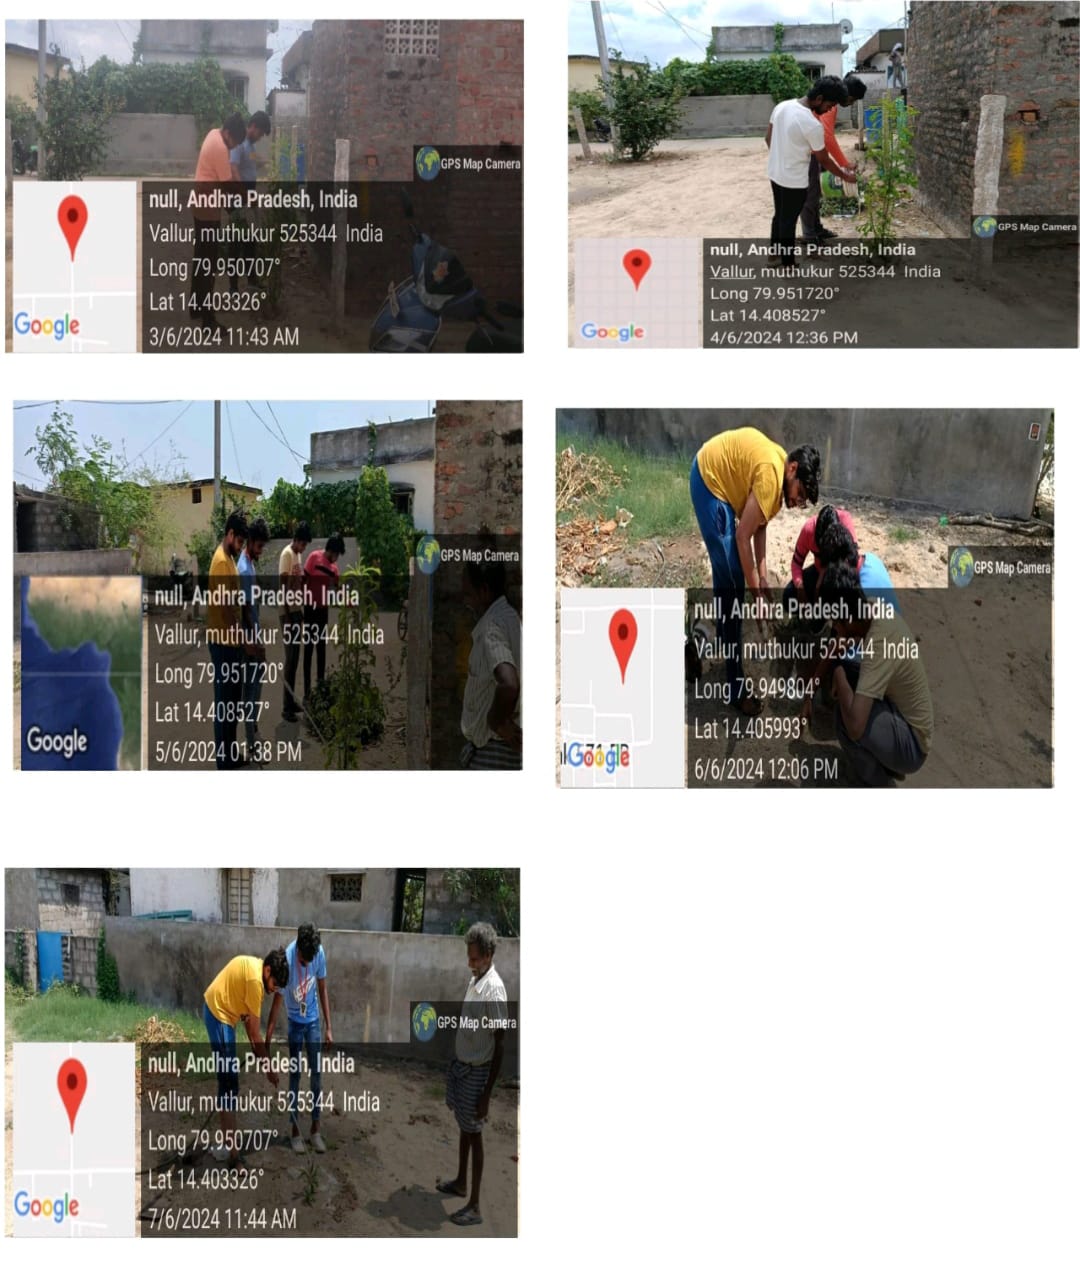 GPS Map Camera
null, Andhra Pradesh, India
Vallur, muthukur 525344 India
Long 79.950707°
Lat 14.403326°
3/6/2024 11:43 AM
Google
GPS Map Camera
null, Andhra Pradesh, India
Vallur, muthukur 525344 India
Long 79.951720°
Lat 14.408527°
4/6/2024 12:36 PM
Google
GPS Map Camera
null, Andhra Pradesh, India
Vallur, muthukur 525344 India
Long 79.951720°
Lat 14.408527°
5/6/2024 01:38 PM
Google
GPS Map Camera
null, Andhra Pradesh, India
Vallur, muthukur 525344 India
Long 79.949804°
Lat 14.405993°
6/6/2024 12:06 PM
Google
GPS Map Camera
null, Andhra Pradesh, India
Vallur, muthukur 525344 India
Long 79.950707°
Lat 14.403326°
7/6/2024 11:44 AM
Google